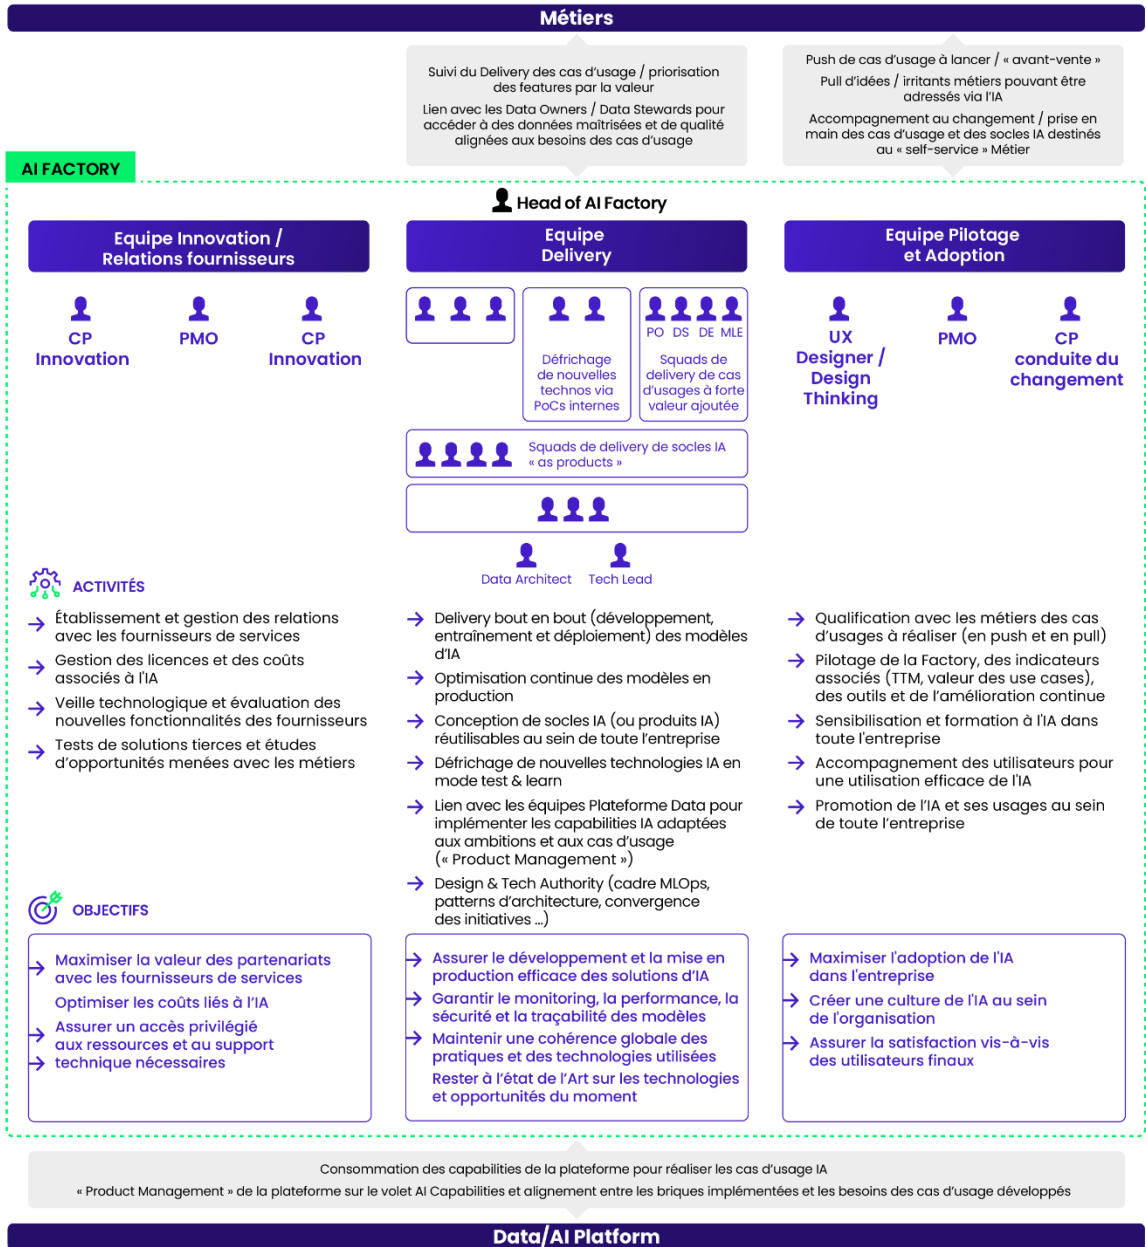 Métiers
Suivi du Delivery des cas d'usage / priorisation
des features par la valeur
Lien avec les Data Owners / Data Stewards pour
accéder à des données maîtrisées et de qualité
alignées aux besoins des cas d'usage
Push de cas d'usage à lancer / « avant-vente »
Pull d'idées / irritants métiers pouvant être
adressés via l'IA
Accompagnement au changement / prise en
main des cas d'usage et des socles IA destinés
au « self-service » Métier
AI FACTORY
Head of AI Factory
Equipe Innovation /
Relations fournisseurs
CP
Innovation
PMO
CP
Innovation
Equipe
Delivery
Défrichage
de nouvelles
technos via
PoCs internes
PO DS DE MLE
Squads de
delivery de cas
d'usages à forte
valeur ajoutée
Squads de delivery de socles IA
« as products »
Data Architect
Tech Lead
Equipe Pilotage
et Adoption
UX
Designer /
Design
Thinking
PMO
CP
conduite du
changement
ACTIVITÉS
Établissement et gestion des relations
avec les fournisseurs de services
Gestion des licences et des coûts
associés à l'IA
Veille technologique et évaluation des
nouvelles fonctionnalités des fournisseurs
Tests de solutions tierces et études
d'opportunités menées avec les métiers
Delivery bout en bout (développement,
entraînement et déploiement) des modèles
d'IA
Optimisation continue des modèles en
production
Conception de socles IA (ou produits IA)
réutilisables au sein de toute l'entreprise
Défrichage de nouvelles technologies IA en
mode test & learn
Lien avec les équipes Plateforme Data pour
implémenter les capabilities IA adaptées
aux ambitions et aux cas d'usage
(« Product Management »)
Design & Tech Authority (cadre MLOps,
patterns d'architecture, convergence
des initiatives ...)
Qualification avec les métiers des cas
d'usages à réaliser (en push et en pull)
Pilotage de la Factory, des indicateurs
associés (TTM, valeur des use cases),
des outils et de l'amélioration continue
Sensibilisation et formation à l'IA dans
toute l'entreprise
Accompagnement des utilisateurs pour
une utilisation efficace de l'IA
Promotion de l'IA et ses usages au sein
de toute l'entreprise
OBJECTIFS
Maximiser la valeur des partenariats
avec les fournisseurs de services
Optimiser les coûts liés à l'IA
Assurer un accès privilégié
aux ressources et au support
technique nécessaires
Assurer le développement et la mise en
production efficace des solutions d'IA
Garantir le monitoring, la performance, la
sécurité et la traçabilité des modèles
Maintenir une cohérence globale des
pratiques et des technologies utilisées
Rester à l'état de l'Art sur les technologies
et opportunités du moment
Maximiser l'adoption de l'IA
dans l'entreprise
Créer une culture de l'IA au sein
de l'organisation
Assurer la satisfaction vis-à-vis
des utilisateurs finaux
Consommation des capabilities de la plateforme pour réaliser les cas d'usage IA
« Product Management » de la plateforme sur le volet AI Capabilities et alignement entre les briques implémentées et les besoins des cas d'usage développés
Data/AI Platform